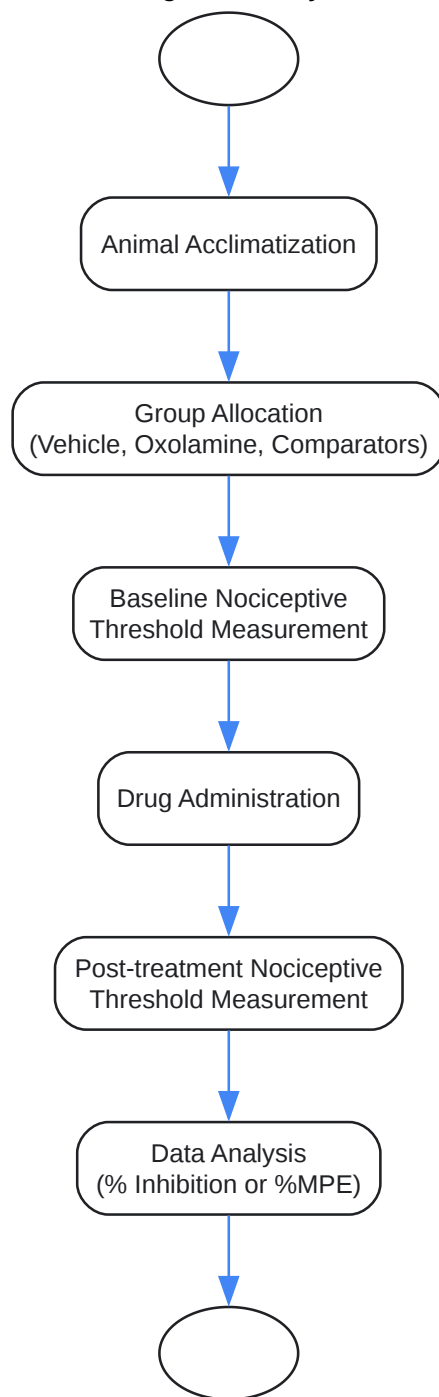 Animal Acclimatization
Group Allocation
(Vehicle, Oxolamine, Comparators)
Baseline Nociceptive
Threshold Measurement
Drug Administration
Post-treatment Nociceptive
Threshold Measurement
Data Analysis
(% Inhibition or %MPE)